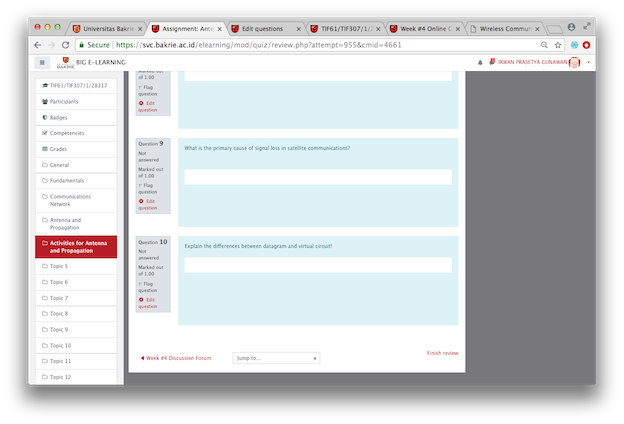 Universitas Bakrie
Assignment: Ante
Edit questions
TIF61/TIF307/1/2
Week #4 Online C
Wireless Commun
Secure
https://svc.bakrie.ac.id/elearning/mod/quiz/review.php?attempt=955&cmid=4661
BAKRIE
BIG E-LEARNING
IRWAN PRASETYA GUNAWAN
TIF61/TIF307/1/28317
Participants
Badges
Competencies
Grades
General
Fundamentals
Communications
Network
Antenna and
Propagation
Activities for Antenna
and Propagation
Topic 5
Topic 6
Topic 7
Topic 8
Topic 9
Topic 10
Topic 11
Topic 12
Marked out
of 1.00
Flag
question
Edit
question
Question 9
Not
answered
Marked out
of 1.00
Flag
question
Edit
question
What is the primary cause of signal loss in satellite communications?
Question 10
Not
answered
Marked out
of 1.00
Flag
question
Edit
question
Explain the differences between datagram and virtual circuit!
Finish review
Week #4 Discussion Forum
Jump to...